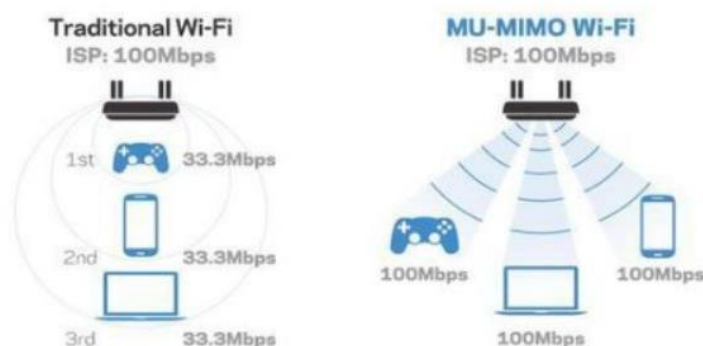 Traditional Wi-Fi
ISP: 100Mbps
1st 33.3Mbps
2nd 33.3Mbps
3rd 33.3Mbps
MU-MIMO Wi-Fi
ISP: 100Mbps
100Mbps
100Mbps
100Mbps